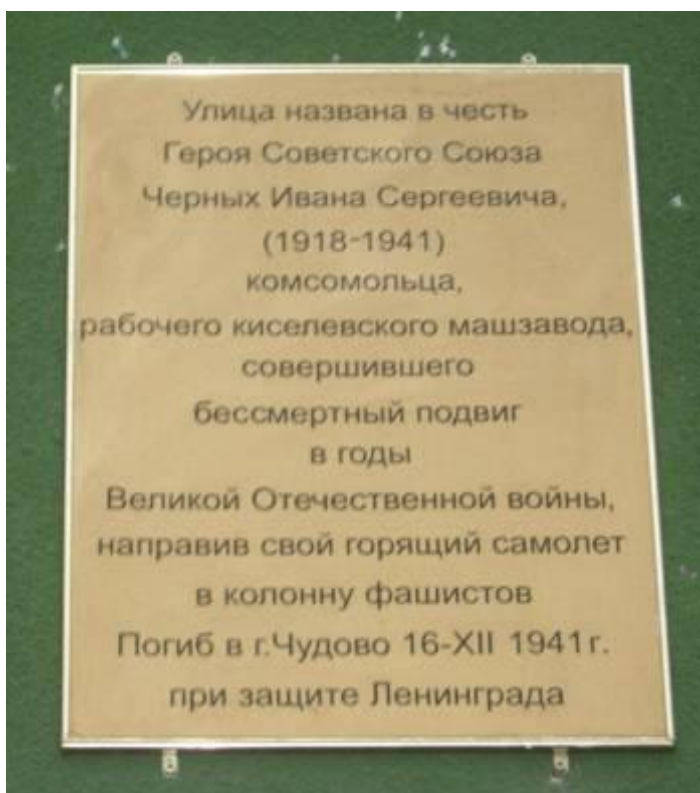 Улица названа в честь
Героя Советского Союза
Черных Ивана Сергеевича,
(1918-1941)
комсомольца,
рабочего киселевского машзавода,
совершившего
бессмертный подвиг
в годы
Великой Отечественной войны,
направив свой горящий самолет
в колонну фашистов
Погиб в г.Чудово 16-XII 1941г.
при защите Ленинграда